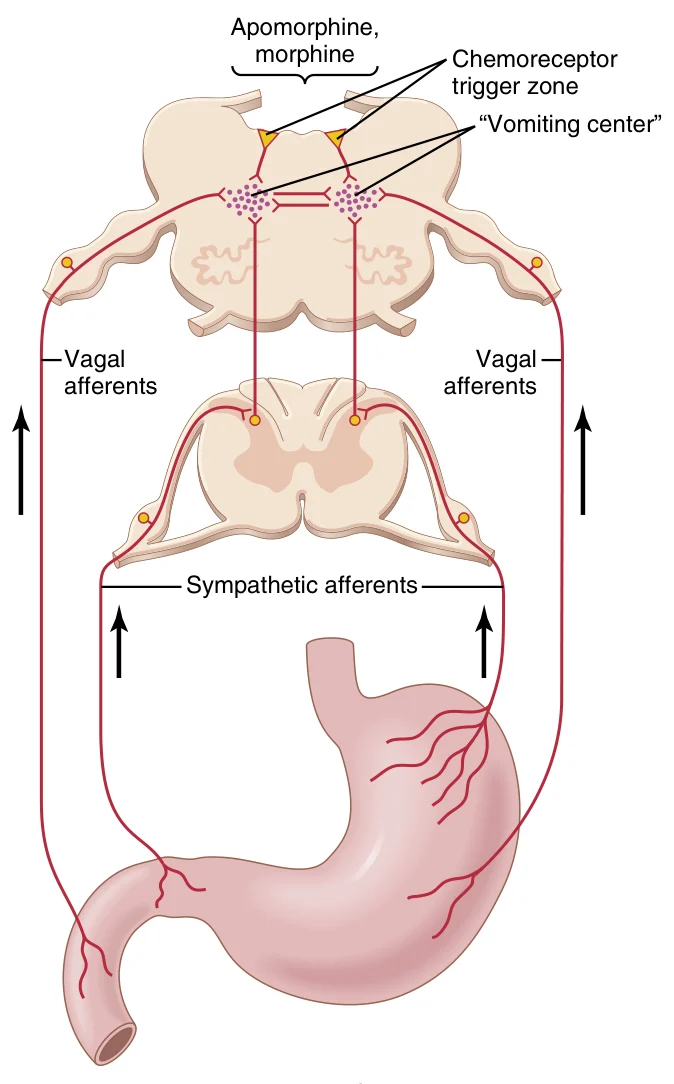 Apomorphine,
morphine
Chemoreceptor
trigger zone
“Vomiting center”
Vagal
afferents
Vagal
afferents
Sympathetic afferents